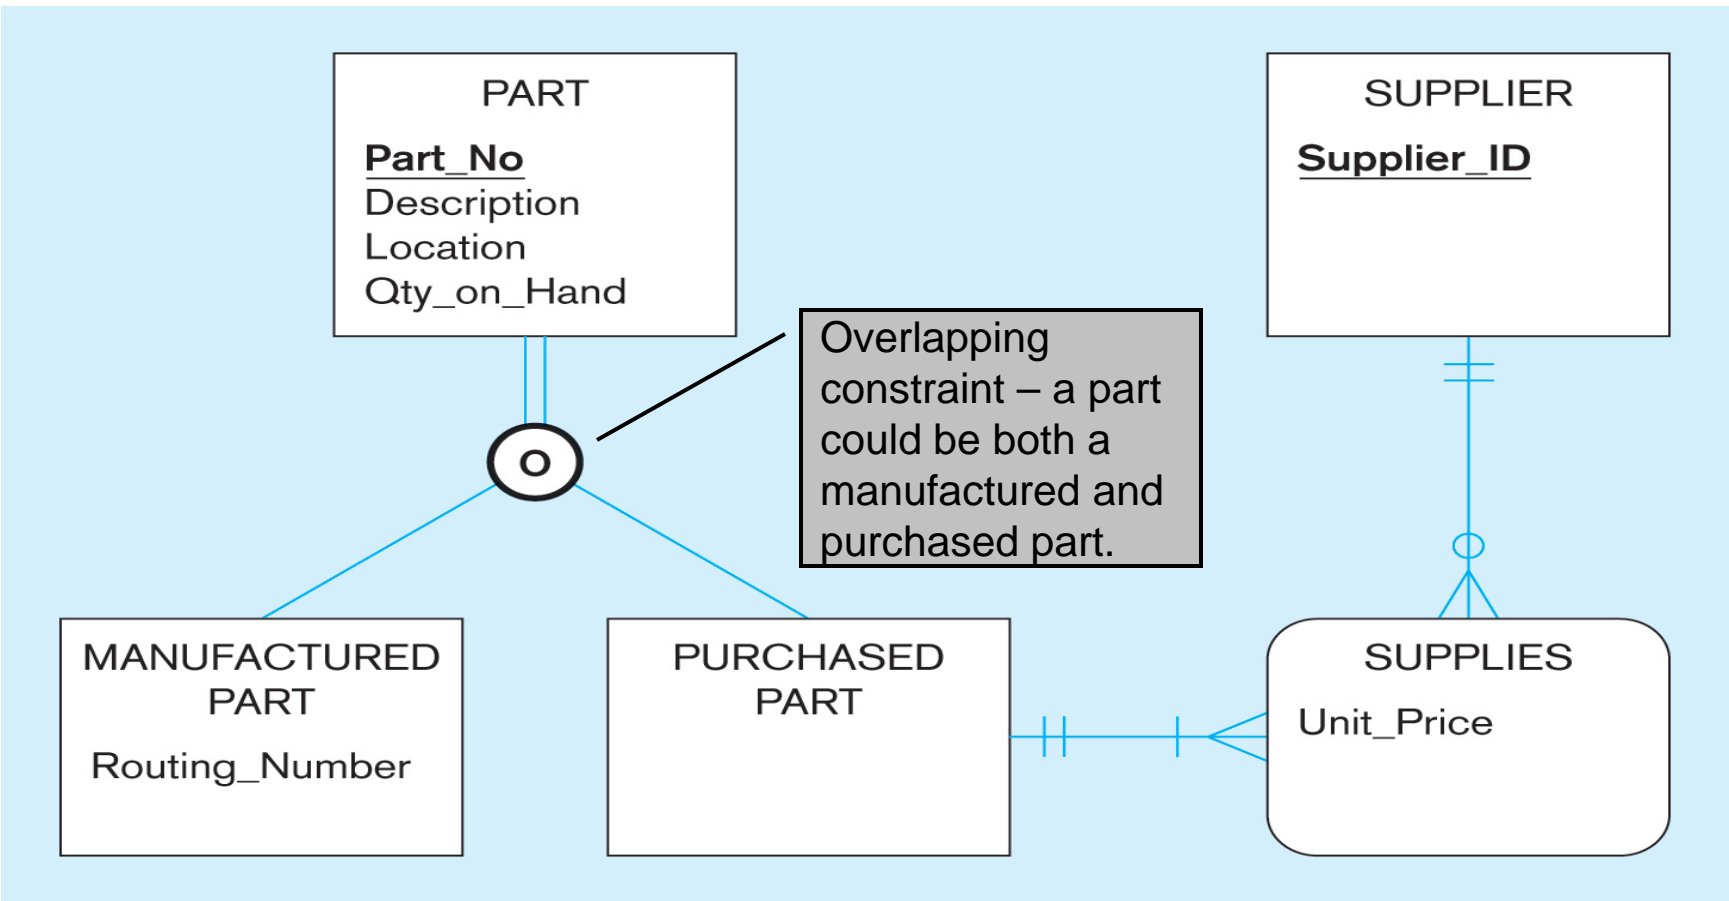 PART
Part_No
Description
Location
Qty_on_Hand
SUPPLIER
Supplier_ID
Overlapping
constraint – a part
could be both a
manufactured and
purchased part.
O
MANUFACTURED
PART
Routing_Number
PURCHASED
PART
SUPPLIES
Unit_Price